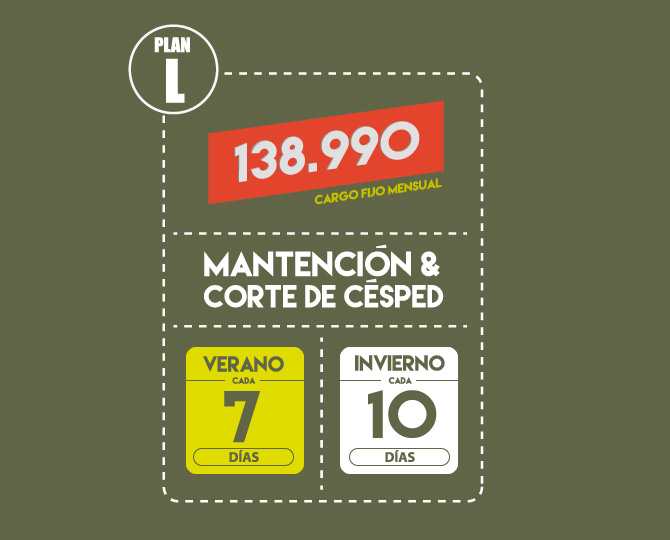 PLAN
L
138.990
CARGO FIJO MENSUAL
MANTENCIÓN &
CORTE DE CÉSPED
VERANO
CADA
7
DÍAS
INVIERNO
CADA
10
DÍAS